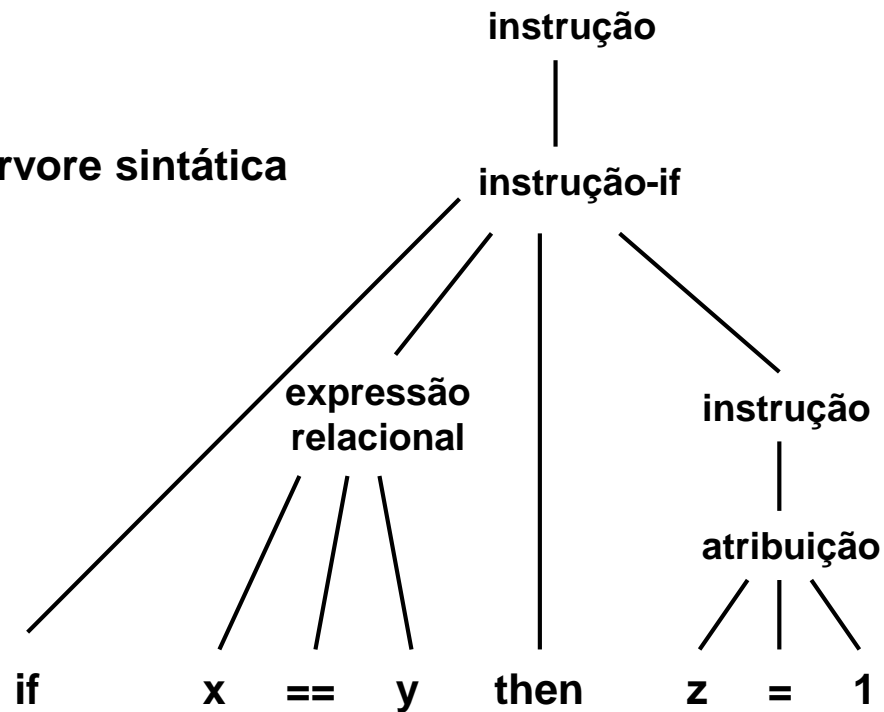 instrução
rvore sintática
instrução-if
expressão
relacional
instrução
atribuição
if x == y then z = 1